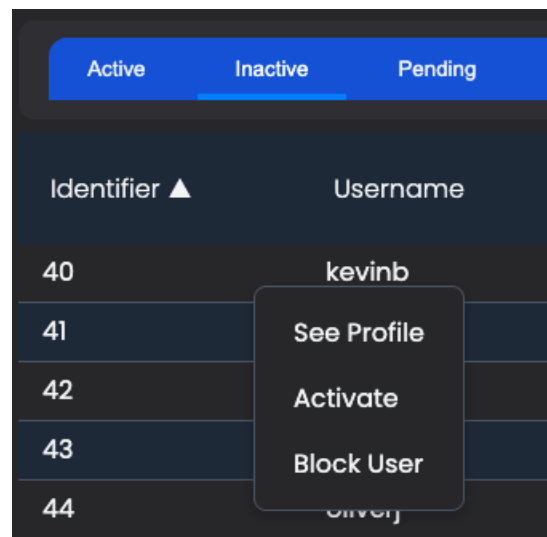 Active Inactive Pending
Identifier ▲ Username
40 kevinb
41 See Profile
42 Activate
43 Block User
44